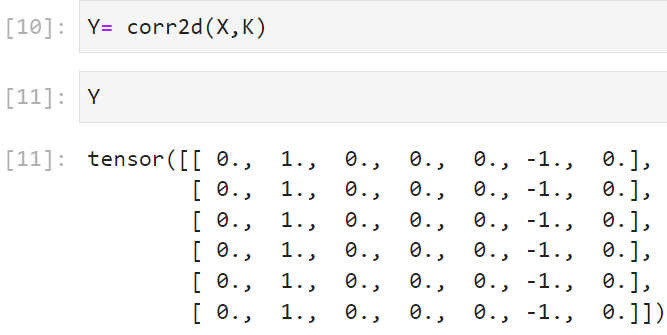 [10]: Y= corr2d(X,K)
[11]: Y
[11]: tensor([[ 0.,  1.,  0.,  0.,  0., -1.,  0.],
        [ 0.,  1.,  0.,  0.,  0., -1.,  0.],
        [ 0.,  1.,  0.,  0.,  0., -1.,  0.],
        [ 0.,  1.,  0.,  0.,  0., -1.,  0.],
        [ 0.,  1.,  0.,  0.,  0., -1.,  0.],
        [ 0.,  1.,  0.,  0.,  0., -1.,  0.]])